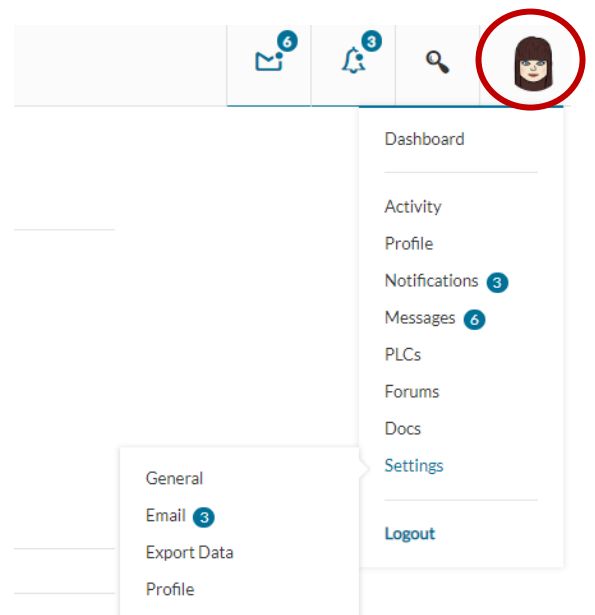 6 3
Dashboard
Activity
Profile
Notifications 3
Messages 6
PLCs
Forums
Docs
Settings
Logout
General
Email 3
Export Data
Profile